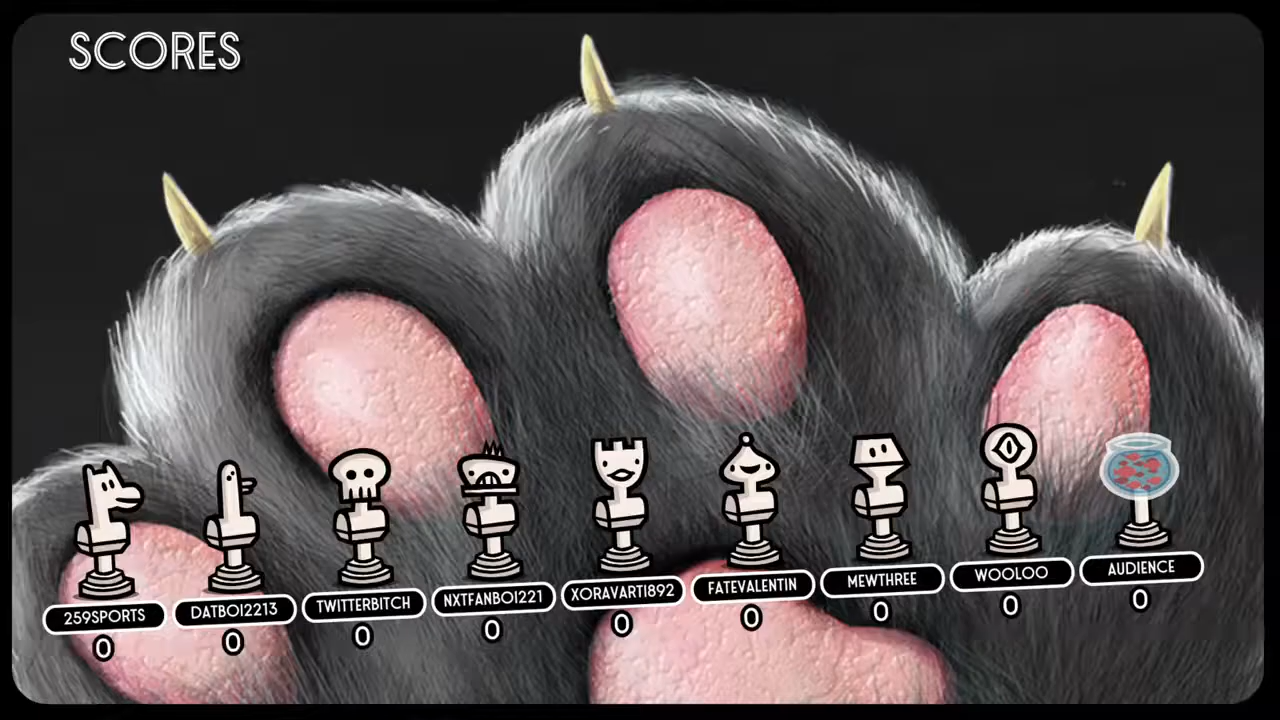 SCORES
259SPORTS
DATBOI2213
TWITTERBITCH
NXTFANBOI221
XORAVARTI892
FATEVALENTIN
MEWTHREE
WOOLOO
AUDIENCE
0
0
0
0
0
0
0
0
0